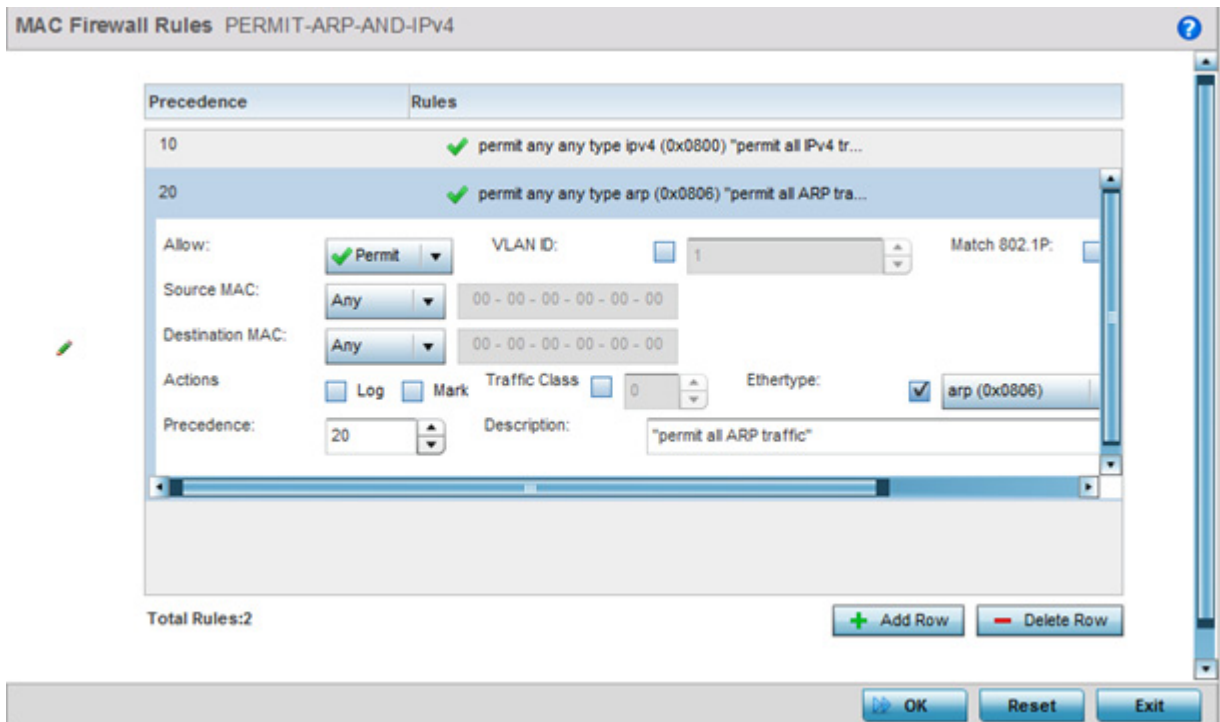 MAC Firewall Rules PERMIT-ARP-AND-IPv4
Precedence Rules
10 permit any any type ipv4 (0x0800) "permit all IPv4 tr...
20 permit any any type arp (0x0806) "permit all ARP tra...
Allow: Permit VLAN ID: 1 Match 802.1P:
Source MAC: Any 00 - 00 - 00 - 00 - 00 - 00
Destination MAC: Any 00 - 00 - 00 - 00 - 00 - 00
Actions Log Mark Traffic Class 0 Ethertype: arp (0x0806)
Precedence: 20 Description: "permit all ARP traffic"
Total Rules:2 Add Row Delete Row
OK Reset Exit